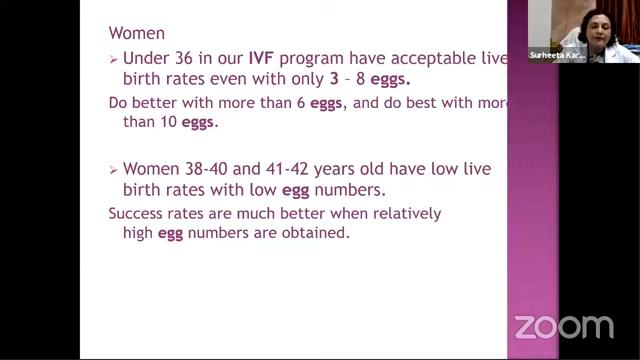 Women
Under 36 in our IVF program have acceptable live
birth rates even with only 3 – 8 eggs.
Do better with more than 6 eggs, and do best with more
than 10 eggs.
Women 38-40 and 41-42 years old have low live
birth rates with low egg numbers.
Success rates are much better when relatively
high egg numbers are obtained.
Surheeta Kar...
zoom